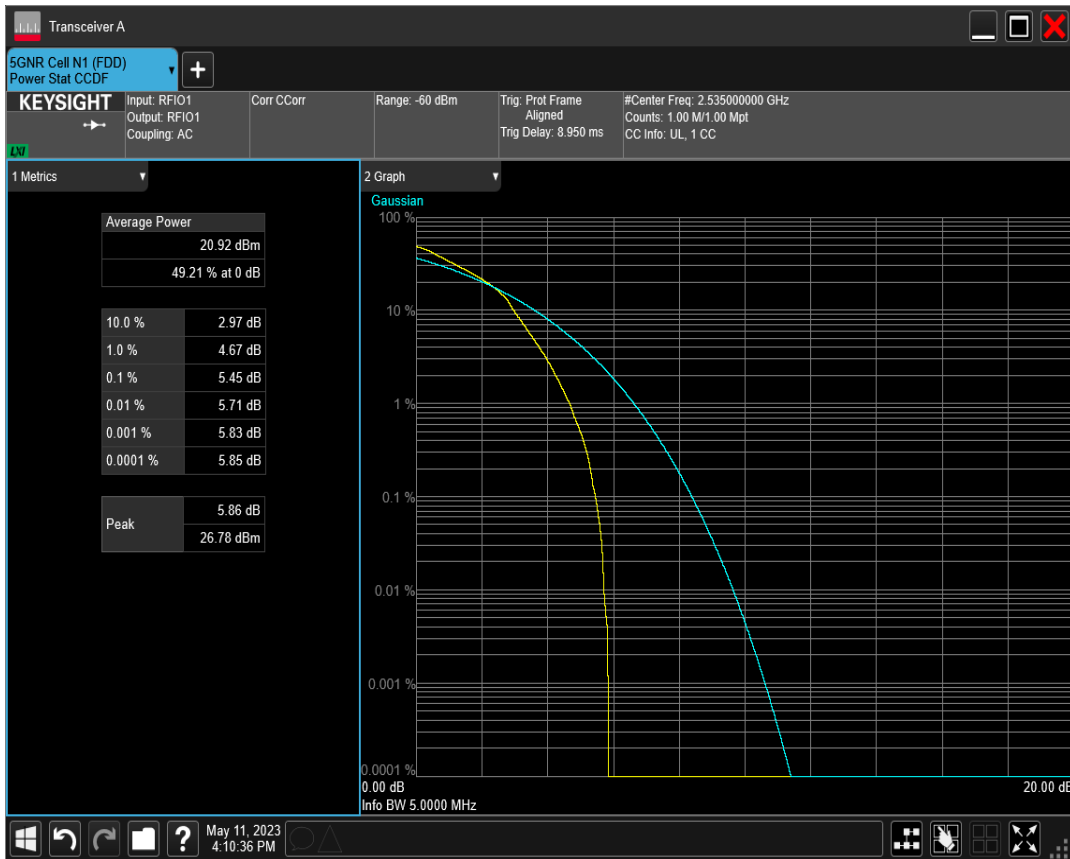 Transceiver A
5GNR Cell N1 (FDD)
Power Stat CCDF
+
KEYSIGHT
LXI
Input: RFIO1
Output: RFIO1
Coupling: AC
Corr CCorr
Range: -60 dBm
Trig: Prot Frame
Aligned
Trig Delay: 8.950 ms
#Center Freq: 2.535000000 GHz
Counts: 1.00 M/1.00 Mpt
CC Info: UL, 1 CC
1 Metrics
Average Power
20.92 dBm
49.21 % at 0 dB
10.0 % 2.97 dB
1.0 % 4.67 dB
0.1 % 5.45 dB
0.01 % 5.71 dB
0.001 % 5.83 dB
0.0001 % 5.85 dB
Peak 5.86 dB
26.78 dBm
2 Graph
Gaussian
100 %
10 %
1 %
0.1 %
0.01 %
0.001 %
0.0001 %
0.00 dB 20.00 dB
Info BW 5.0000 MHz
?
May 11, 2023
4:10:36 PM